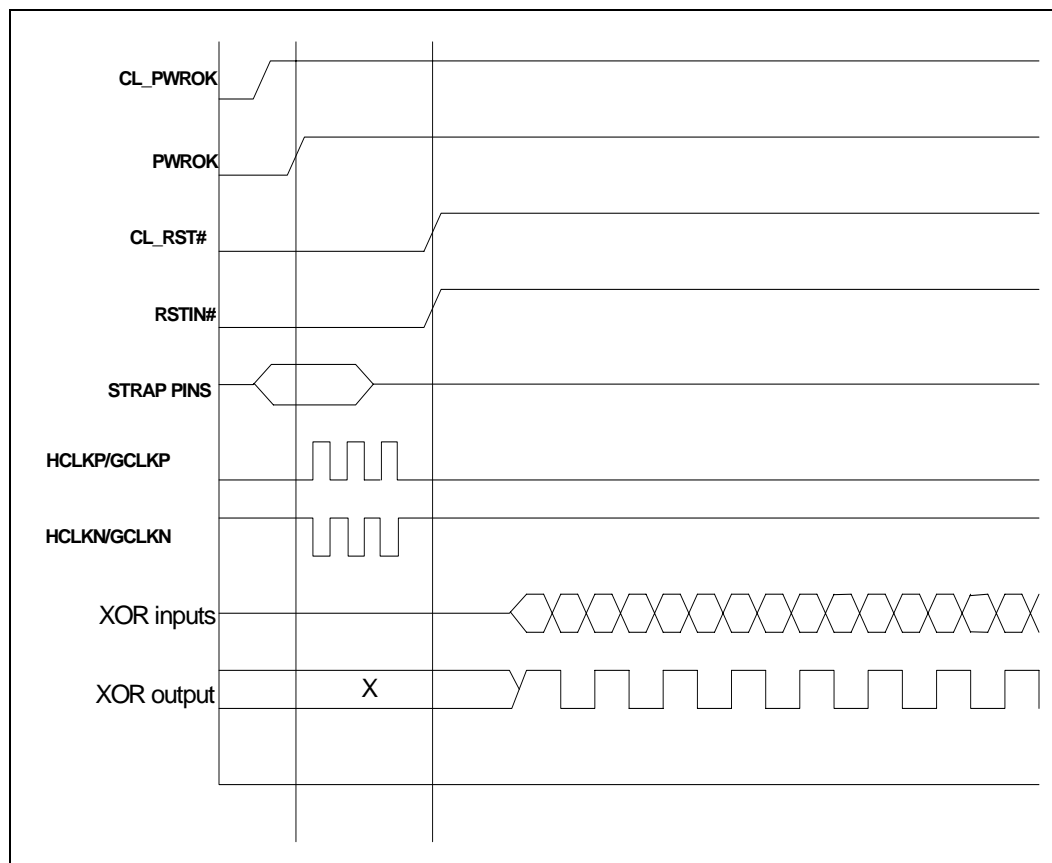 CL_PWROK
PWROK
CL_RST#
RSTIN#
STRAP PINS
HCLKP/GCLKP
HCLKN/GCLKN
XOR inputs
XOR output
X